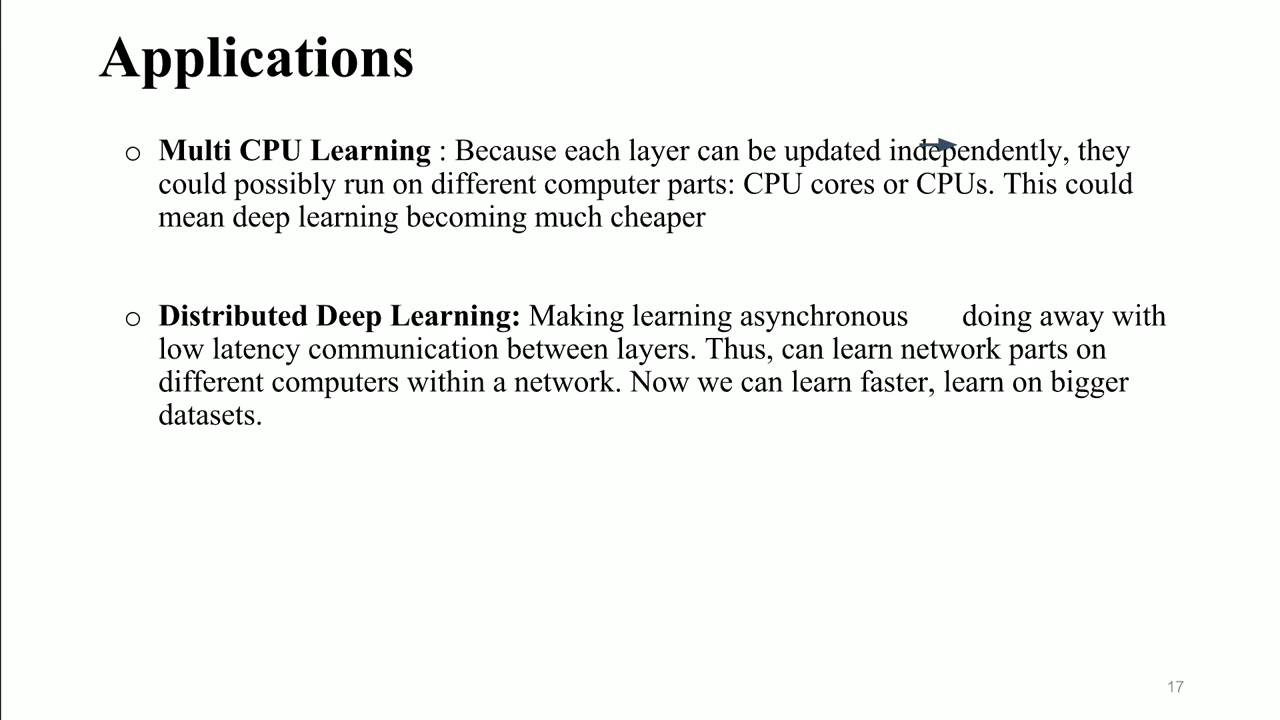 Applications
o Multi CPU Learning : Because each layer can be updated independently, they
could possibly run on different computer parts: CPU cores or CPUs. This could
mean deep learning becoming much cheaper
o Distributed Deep Learning: Making learning asynchronous doing away with
low latency communication between layers. Thus, can learn network parts on
different computers within a network. Now we can learn faster, learn on bigger
datasets.
17